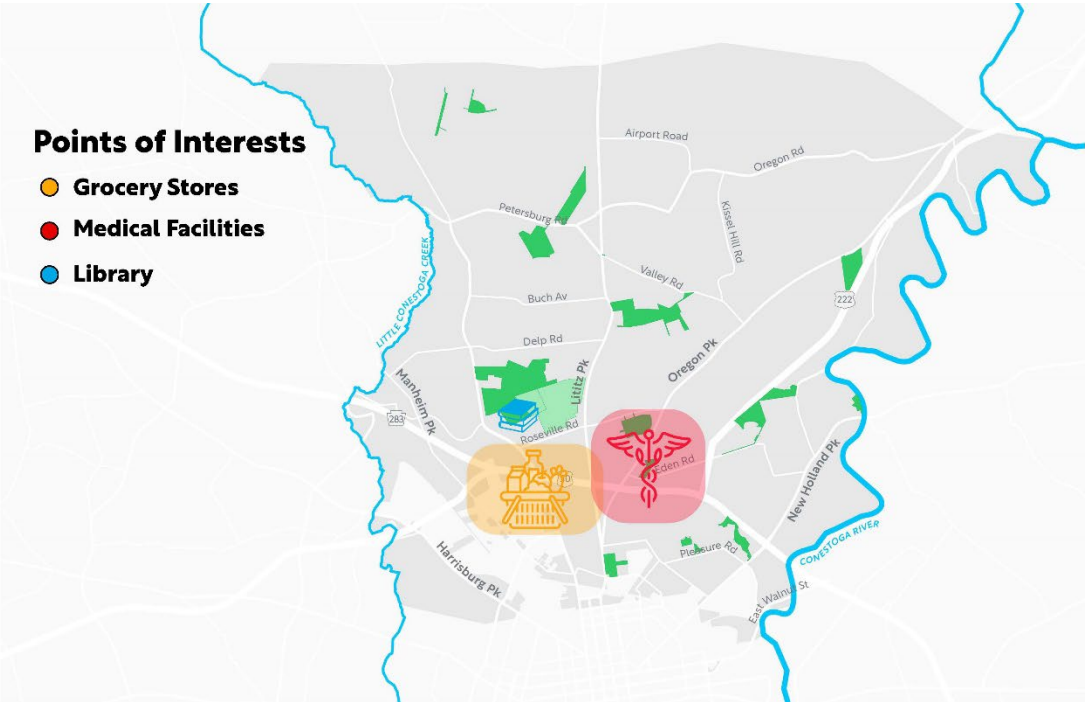 Points of Interests
Grocery Stores
Medical Facilities
Library
Airport Road
Oregon Rd
Kissel Hill Rd
Petersburg Rd
LITTLE CONESTOGA CREEK
Valley Rd
Buch Av
222
Delp Rd
Oregon Pk
Lititz Pk
Manheim Pk
283
Roseville Rd
Eden Rd
30
New Holland Pk
CONESTOGA RIVER
Pleasure Rd
Harrisburg Pk
East Walnut St